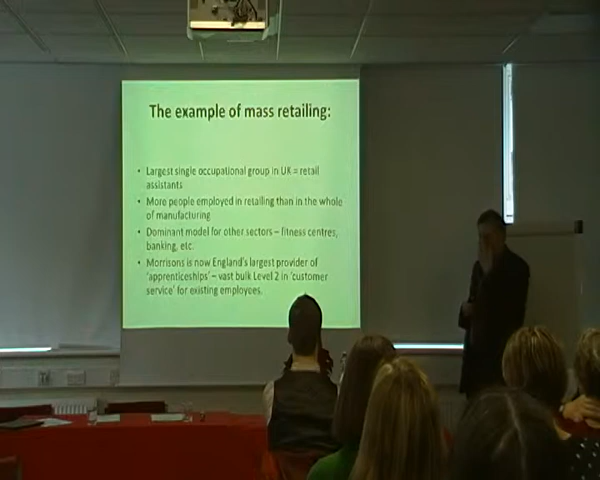 The example of mass retailing:
• Largest single occupational group in UK = retail
assistants
• More people employed in retailing than in the whole
of manufacturing
• Dominant model for other sectors – fitness centres,
banking, etc.
• Morrisons is now England's largest provider of
'apprenticeships' – vast bulk Level 2 in 'customer
service' for existing employees.